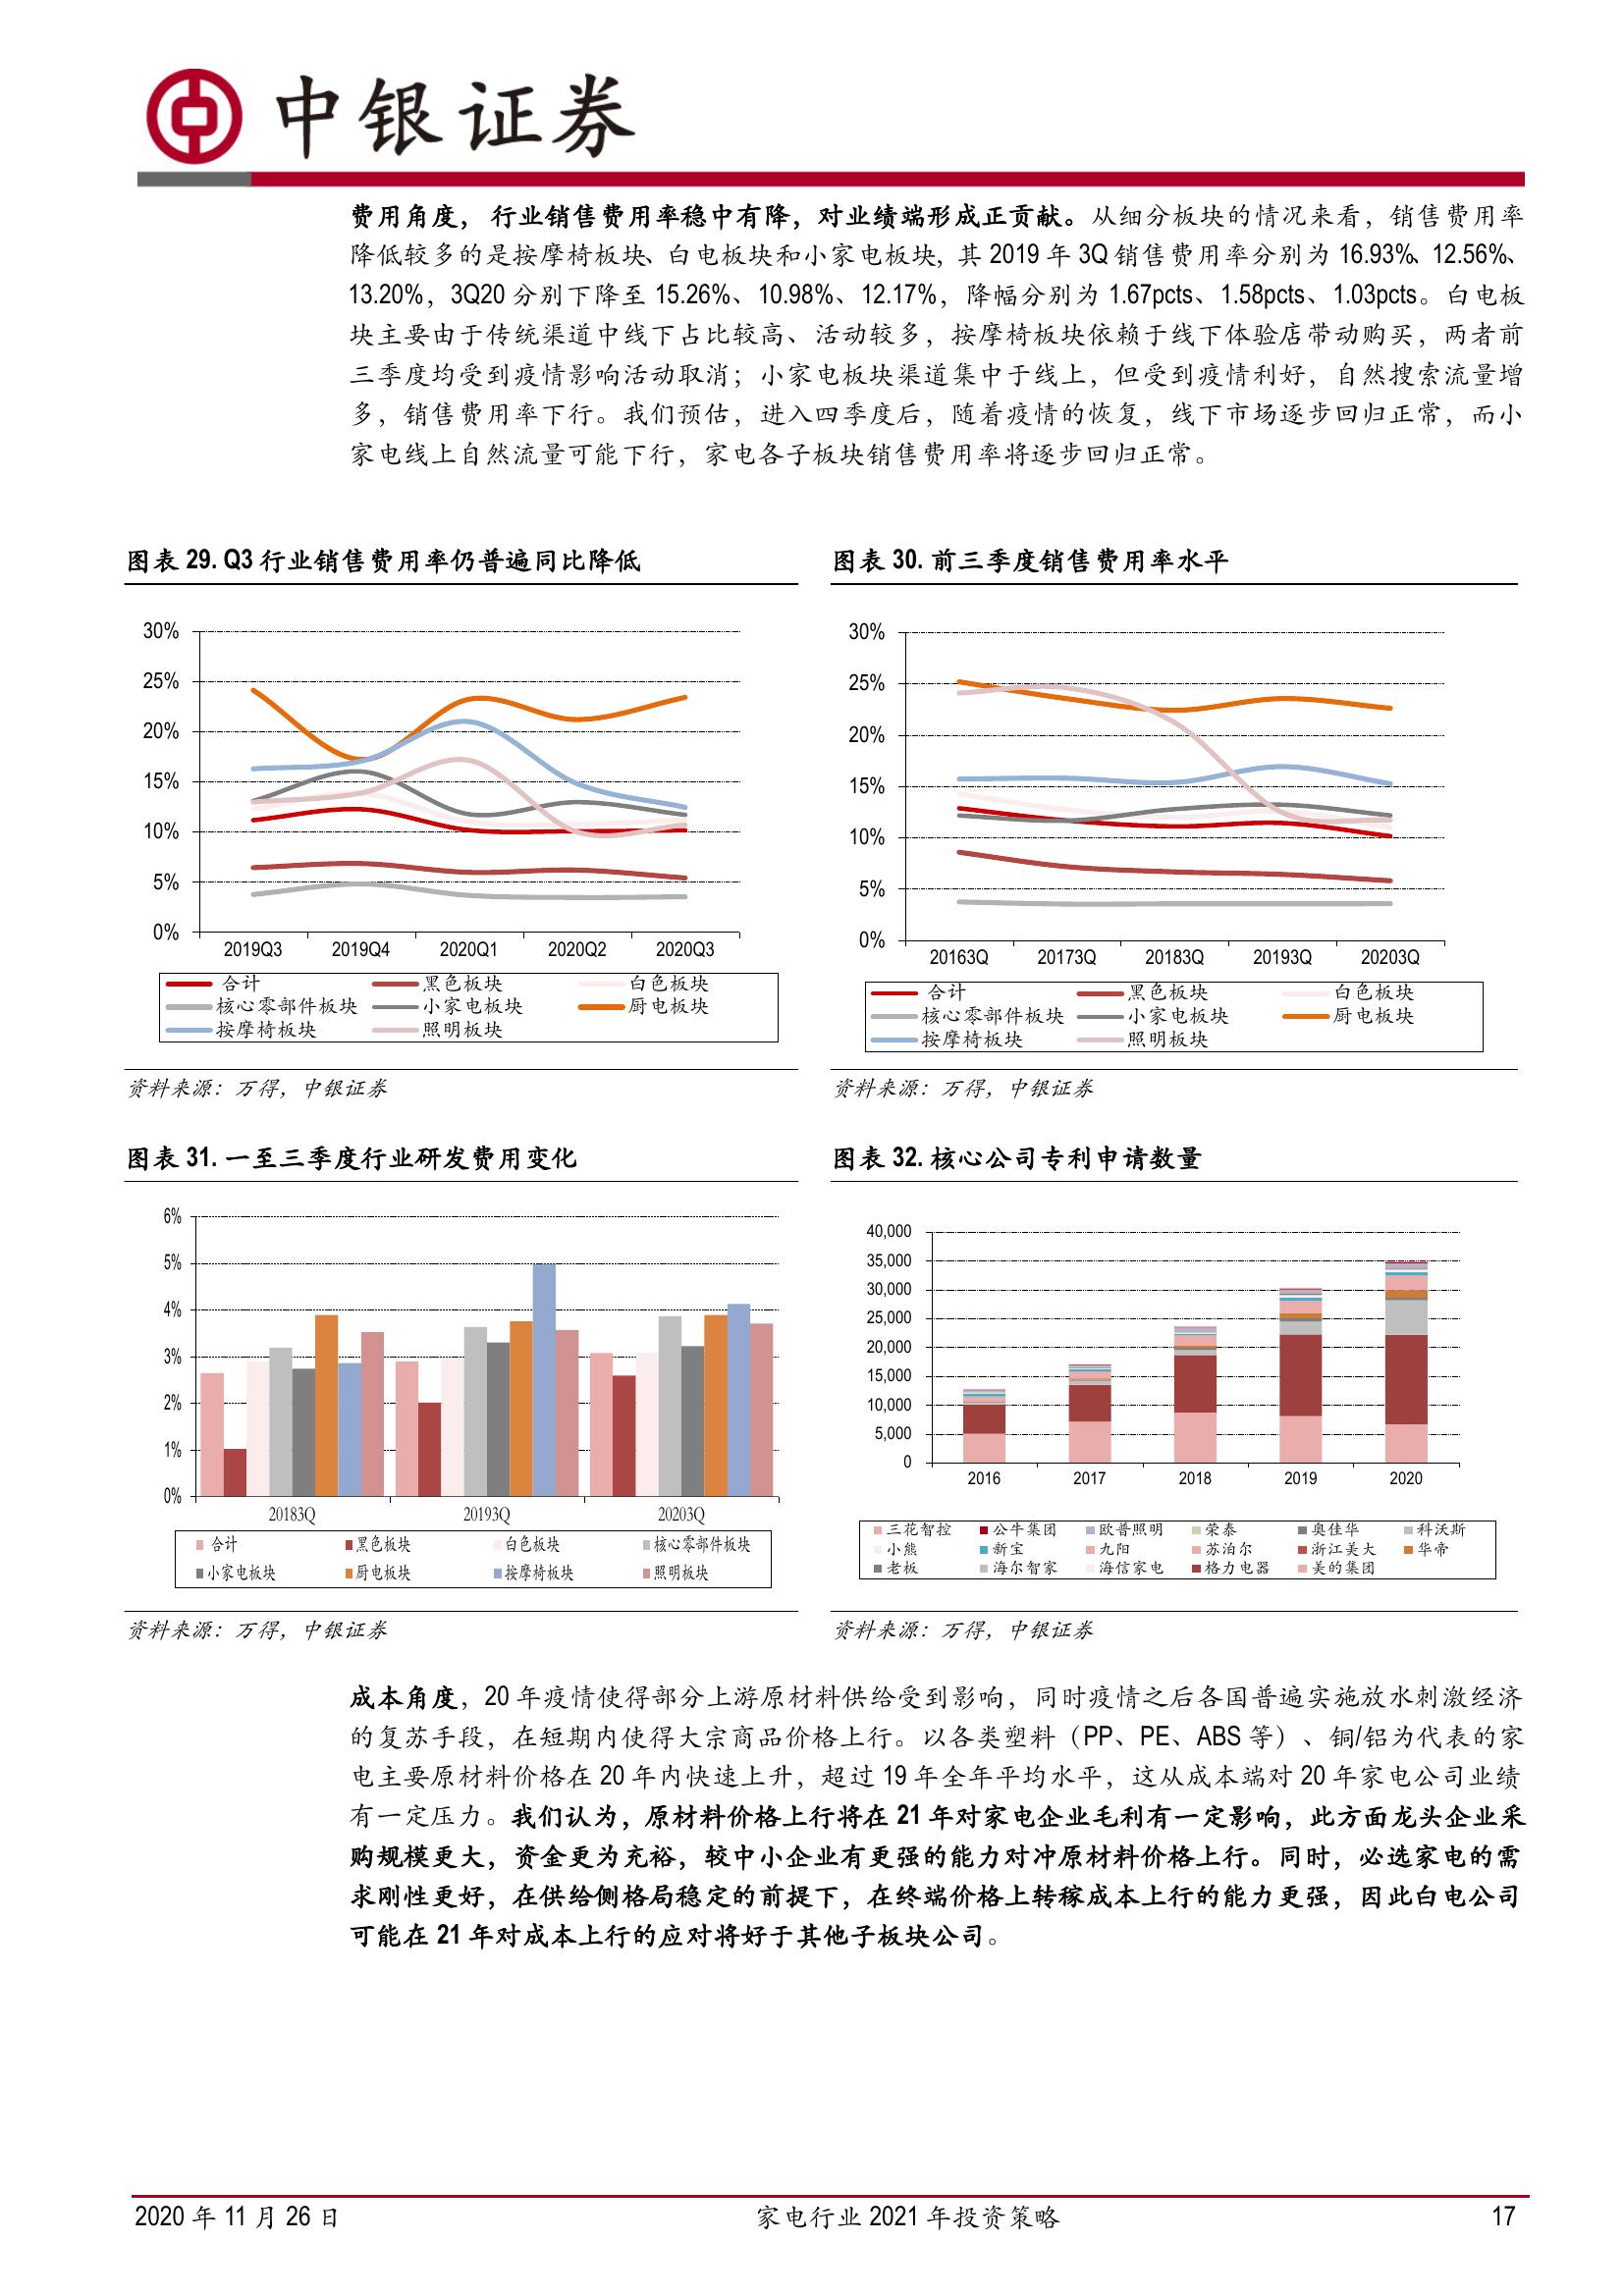 中银证券
费用角度， 行业销售费用率稳中有降，对业绩端形成正贡献。从细分板块的情况来看，销售费用率
降低较多的是按摩椅板块、白电板块和小家电板块，其 2019 年 3Q 销售费用率分别为 16.93%、12.56%、
13.20%，3Q20 分别下降至 15.26%、10.98%、12.17%，降幅分别为 1.67pcts、1.58pcts、1.03pcts。白电板
块主要由于传统渠道中线下占比较高、活动较多，按摩椅板块依赖于线下体验店带动购买，两者前
三季度均受到疫情影响活动取消；小家电板块渠道集中于线上，但受到疫情利好，自然搜索流量增
多，销售费用率下行。我们预估，进入四季度后，随着疫情的恢复，线下市场逐步回归正常，而小
家电线上自然流量可能下行，家电各子板块销售费用率将逐步回归正常。
图表 29. Q3 行业销售费用率仍普遍同比降低
30%
25%
20%
15%
10%
5%
0%
2019Q3 2019Q4 2020Q1 2020Q2 2020Q3
合计 黑色板块 白色板块
核心零部件板块 小家电板块 厨电板块
按摩椅板块 照明板块
资料来源：万得，中银证券
图表 30. 前三季度销售费用率水平
30%
25%
20%
15%
10%
5%
0%
20163Q 20173Q 20183Q 20193Q 20203Q
合计 黑色板块 白色板块
核心零部件板块 小家电板块 厨电板块
按摩椅板块 照明板块
资料来源：万得，中银证券
图表 31. 一至三季度行业研发费用变化
6%
5%
4%
3%
2%
1%
0%
20183Q 20193Q 20203Q
合计 黑色板块 白色板块 核心零部件板块
小家电板块 厨电板块 按摩椅板块 照明板块
资料来源：万得，中银证券
图表 32. 核心公司专利申请数量
40,000
35,000
30,000
25,000
20,000
15,000
10,000
5,000
0
2016 2017 2018 2019 2020
三花智控 公牛集团 欧普照明 荣泰 奥佳华 科沃斯
小熊 新宝 九阳 苏泊尔 浙江美大 华帝
老板 海尔智家 海信家电 格力电器 美的集团
资料来源：万得，中银证券
成本角度，20 年疫情使得部分上游原材料供给受到影响，同时疫情之后各国普遍实施放水刺激经济
的复苏手段，在短期内使得大宗商品价格上行。以各类塑料（PP、PE、ABS 等）、铜/铝为代表的家
电主要原材料价格在 20 年内快速上升，超过 19 年全年平均水平，这从成本端对 20 年家电公司业绩
有一定压力。我们认为，原材料价格上行将在 21 年对家电企业毛利有一定影响，此方面龙头企业采
购规模更大，资金更为充裕，较中小企业有更强的能力对冲原材料价格上行。同时，必选家电的需
求刚性更好，在供给侧格局稳定的前提下，在终端价格上转稼成本上行的能力更强，因此白电公司
可能在 21 年对成本上行的应对将好于其他子板块公司。
2020 年 11 月 26 日 家电行业 2021 年投资策略 17